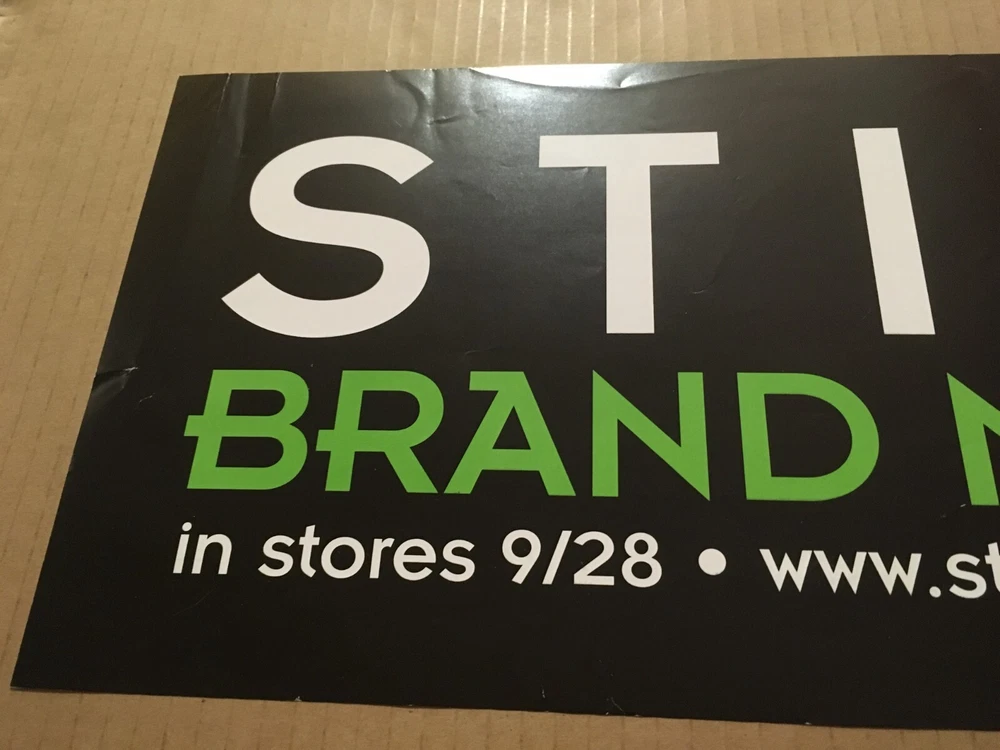 STI
BRAND N
in stores 9/28 • www.st